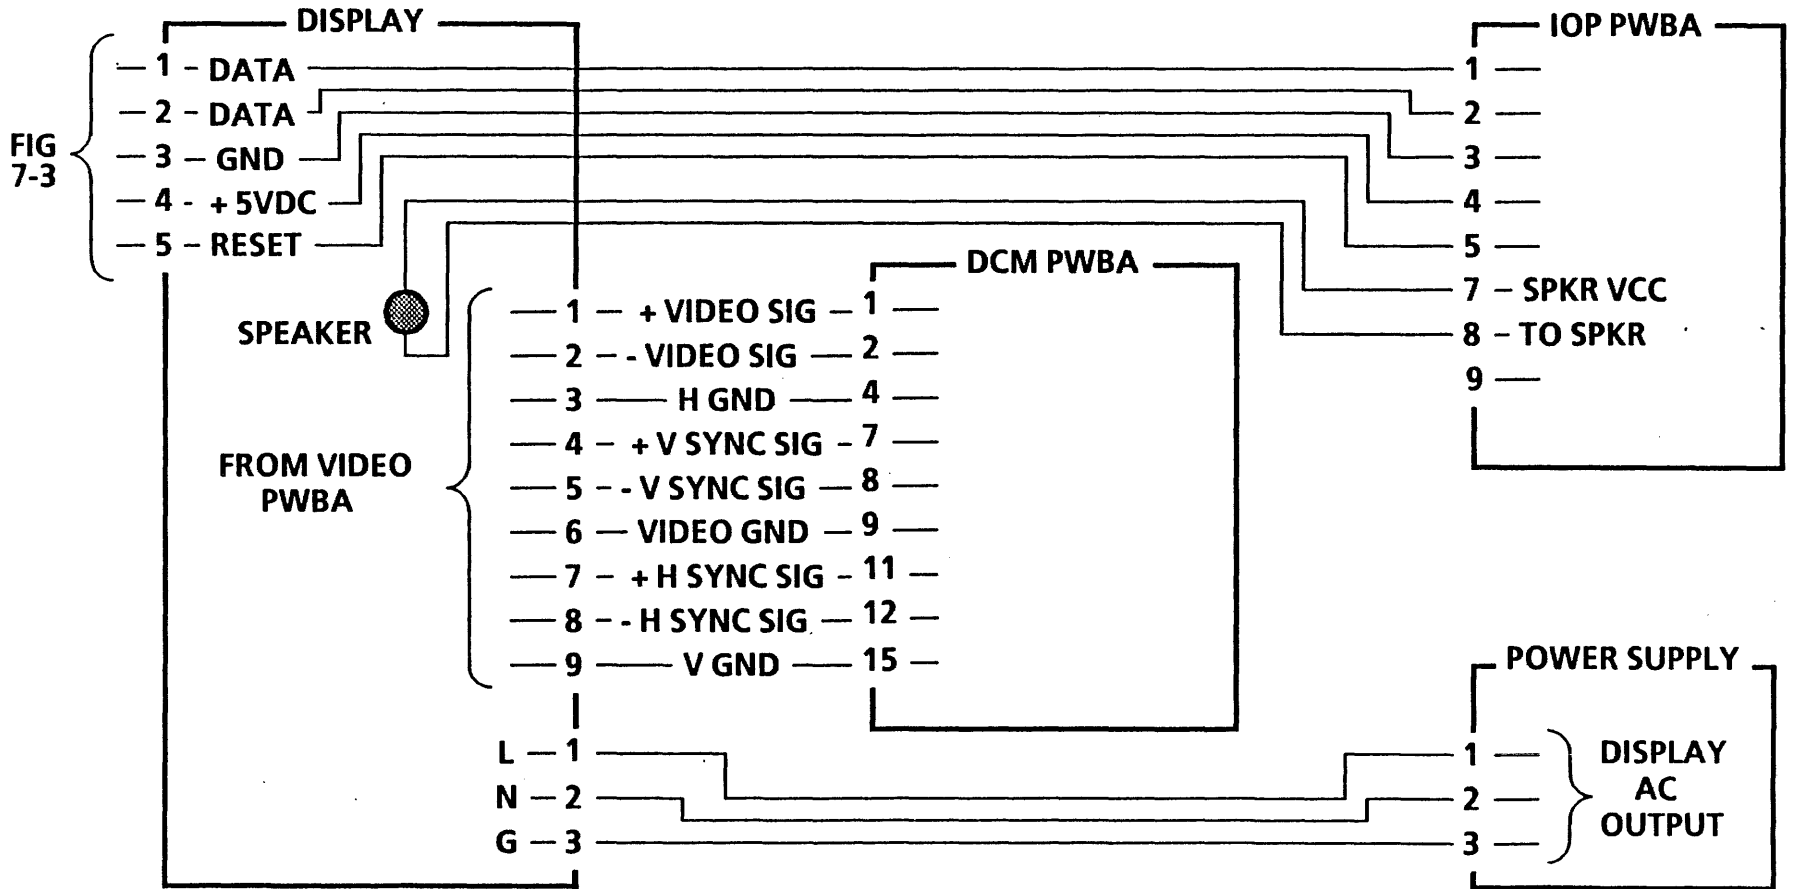 DISPLAY
IOP PWBA
FIG
7-3
1 - DATA
2 - DATA
3 - GND
4 - + 5VDC
5 - RESET
1
2
3
4
5
7 - SPKR VCC
8 - TO SPKR
9
SPEAKER
DCM PWBA
FROM VIDEO
PWBA
1 - + VIDEO SIG - 1
2 - - VIDEO SIG - 2
3 - H GND - 4
4 - + V SYNC SIG - 7
5 - - V SYNC SIG - 8
6 - VIDEO GND - 9
7 - + H SYNC SIG - 11
8 - - H SYNC SIG - 12
9 - V GND - 15
L - 1
N - 2
G - 3
POWER SUPPLY
1
2
3
DISPLAY
AC
OUTPUT